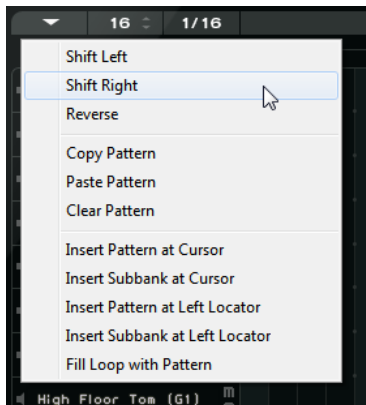 16 1/16
Shift Left
Shift Right
Reverse
Copy Pattern
Paste Pattern
Clear Pattern
Insert Pattern at Cursor
Insert Subbank at Cursor
Insert Pattern at Left Locator
Insert Subbank at Left Locator
Fill Loop with Pattern
High Floor Tom (G1) m